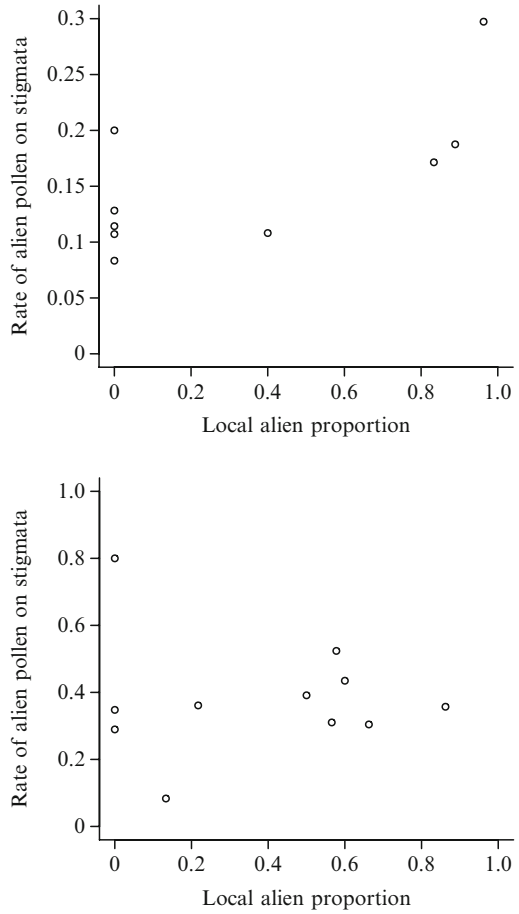 Rate of alien pollen on stigmata
0.3
0.25
0.2
0.15
0.1
0.05
0
0 0.2 0.4 0.6 0.8 1.0
Local alien proportion
Rate of alien pollen on stigmata
1.0
0.8
0.6
0.4
0.2
0
0 0.2 0.4 0.6 0.8 1.0
Local alien proportion